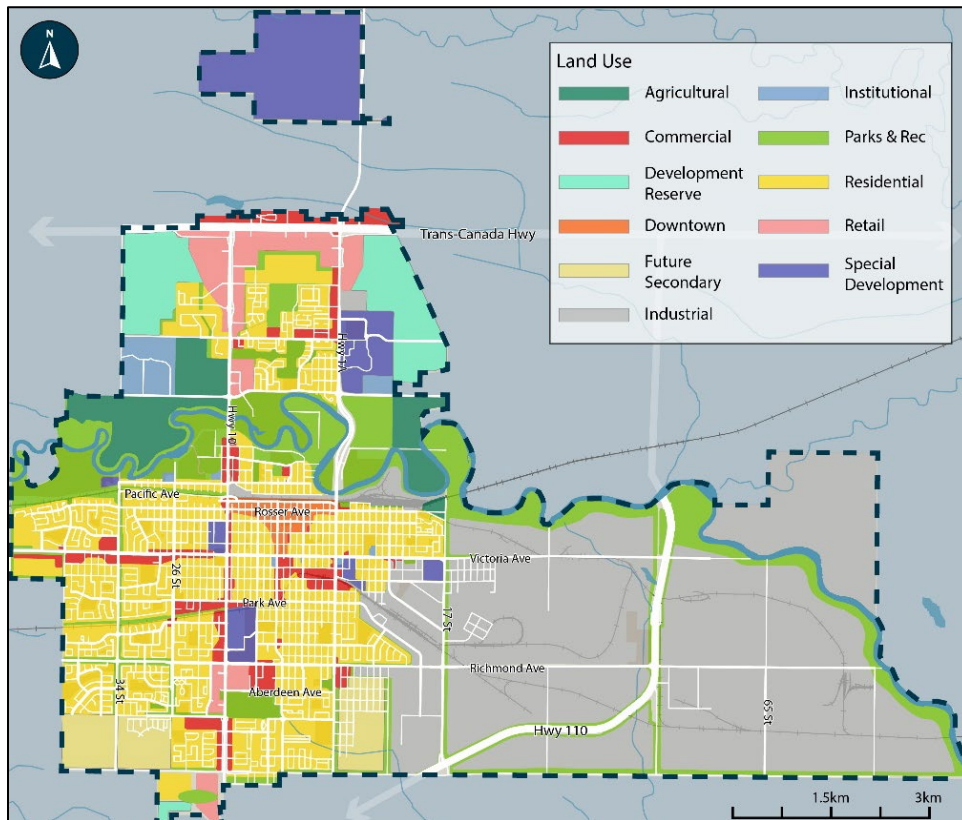 N
Land Use
Agricultural
Institutional
Commercial
Parks & Rec
Development
Reserve
Residential
Downtown
Retail
Future
Secondary
Special
Development
Industrial
Trans-Canada Hwy
Hwy 1A
Hwy 10
Pacific Ave
Rosser Ave
Victoria Ave
26 St
Park Ave
17 St
Richmond Ave
34 St
Aberdeen Ave
65 St
Hwy 110
1.5km
3km